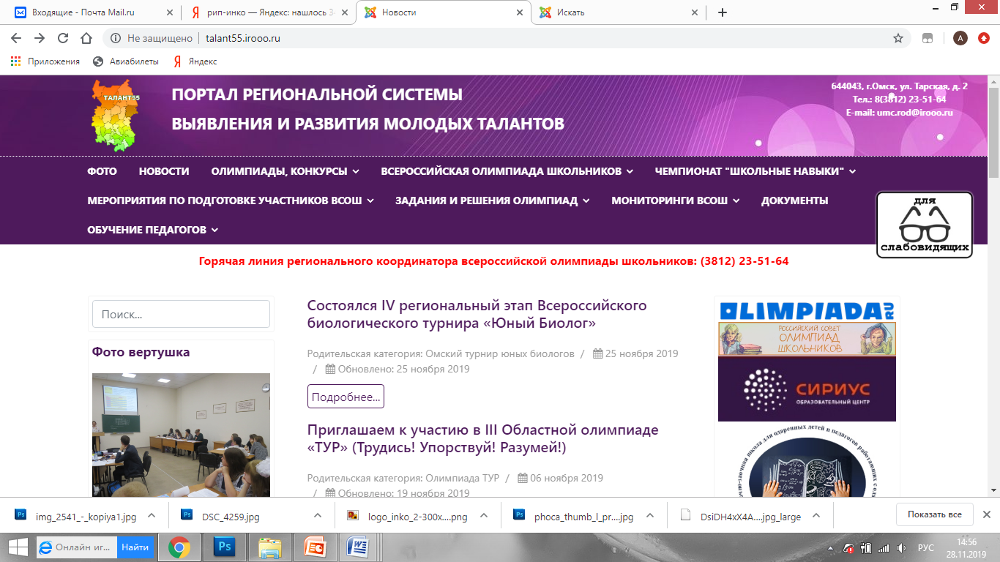 Входящие - Почта Mail.ru
рип-инко — Яндекс: нашлось 3
Новости
Искать
Не защищено
talant55.irooo.ru
A
Приложения
Авиабилеты
Яндекс
ТАЛАНТ55
ПОРТАЛ РЕГИОНАЛЬНОЙ СИСТЕМЫ
ВЫЯВЛЕНИЯ И РАЗВИТИЯ МОЛОДЫХ ТАЛАНТОВ
644043, г.Омск, ул. Тарская, д. 2
Тел.: 8(3812) 23-51-64
E-mail: umc.rod@irooo.ru
ФОТО
НОВОСТИ
ОЛИМПИАДЫ, КОНКУРСЫ
ВСЕРОССИЙСКАЯ ОЛИМПИАДА ШКОЛЬНИКОВ
ЧЕМПИОНАТ "ШКОЛЬНЫЕ НАВЫКИ"
МЕРОПРИЯТИЯ ПО ПОДГОТОВКЕ УЧАСТНИКОВ ВСОШ
ЗАДАНИЯ И РЕШЕНИЯ ОЛИМПИАД
МОНИТОРИНГИ ВСОШ
ДОКУМЕНТЫ
ОБУЧЕНИЕ ПЕДАГОГОВ
для
слабовидящих
Горячая линия регионального координатора всероссийской олимпиады школьников: (3812) 23-51-64
Поиск...
Фото вертушка
Состоялся IV региональный этап Всероссийского
биологического турнира «Юный Биолог»
Родительская категория: Омский турнир юных биологов / 25 ноября 2019
/ Обновлено: 25 ноября 2019
Подробнее...
Приглашаем к участию в III Областной олимпиаде
«ТУР» (Трудись! Упорствуй! Разумей!)
Родительская категория: Олимпиада ТУР / 06 ноября 2019
/ Обновлено: 19 ноября 2019
OLIMPIADA RU
РОССИЙСКИЙ СОВЕТ
ОЛИМПИАД
ШКОЛЬНИКОВ
СИРИУС
ОБРАЗОВАТЕЛЬНЫЙ ЦЕНТР
школа для одаренных детей и педагогов работающих с
img_2541_-_kopiya1.jpg
DSC_4259.jpg
logo_inko_2-300x....png
phoca_thumb_l_pr....jpg
DsiDH4xX4A....jpg_large
Показать все
Онлайн иг...
Найти
РУС
14:56
28.11.2019